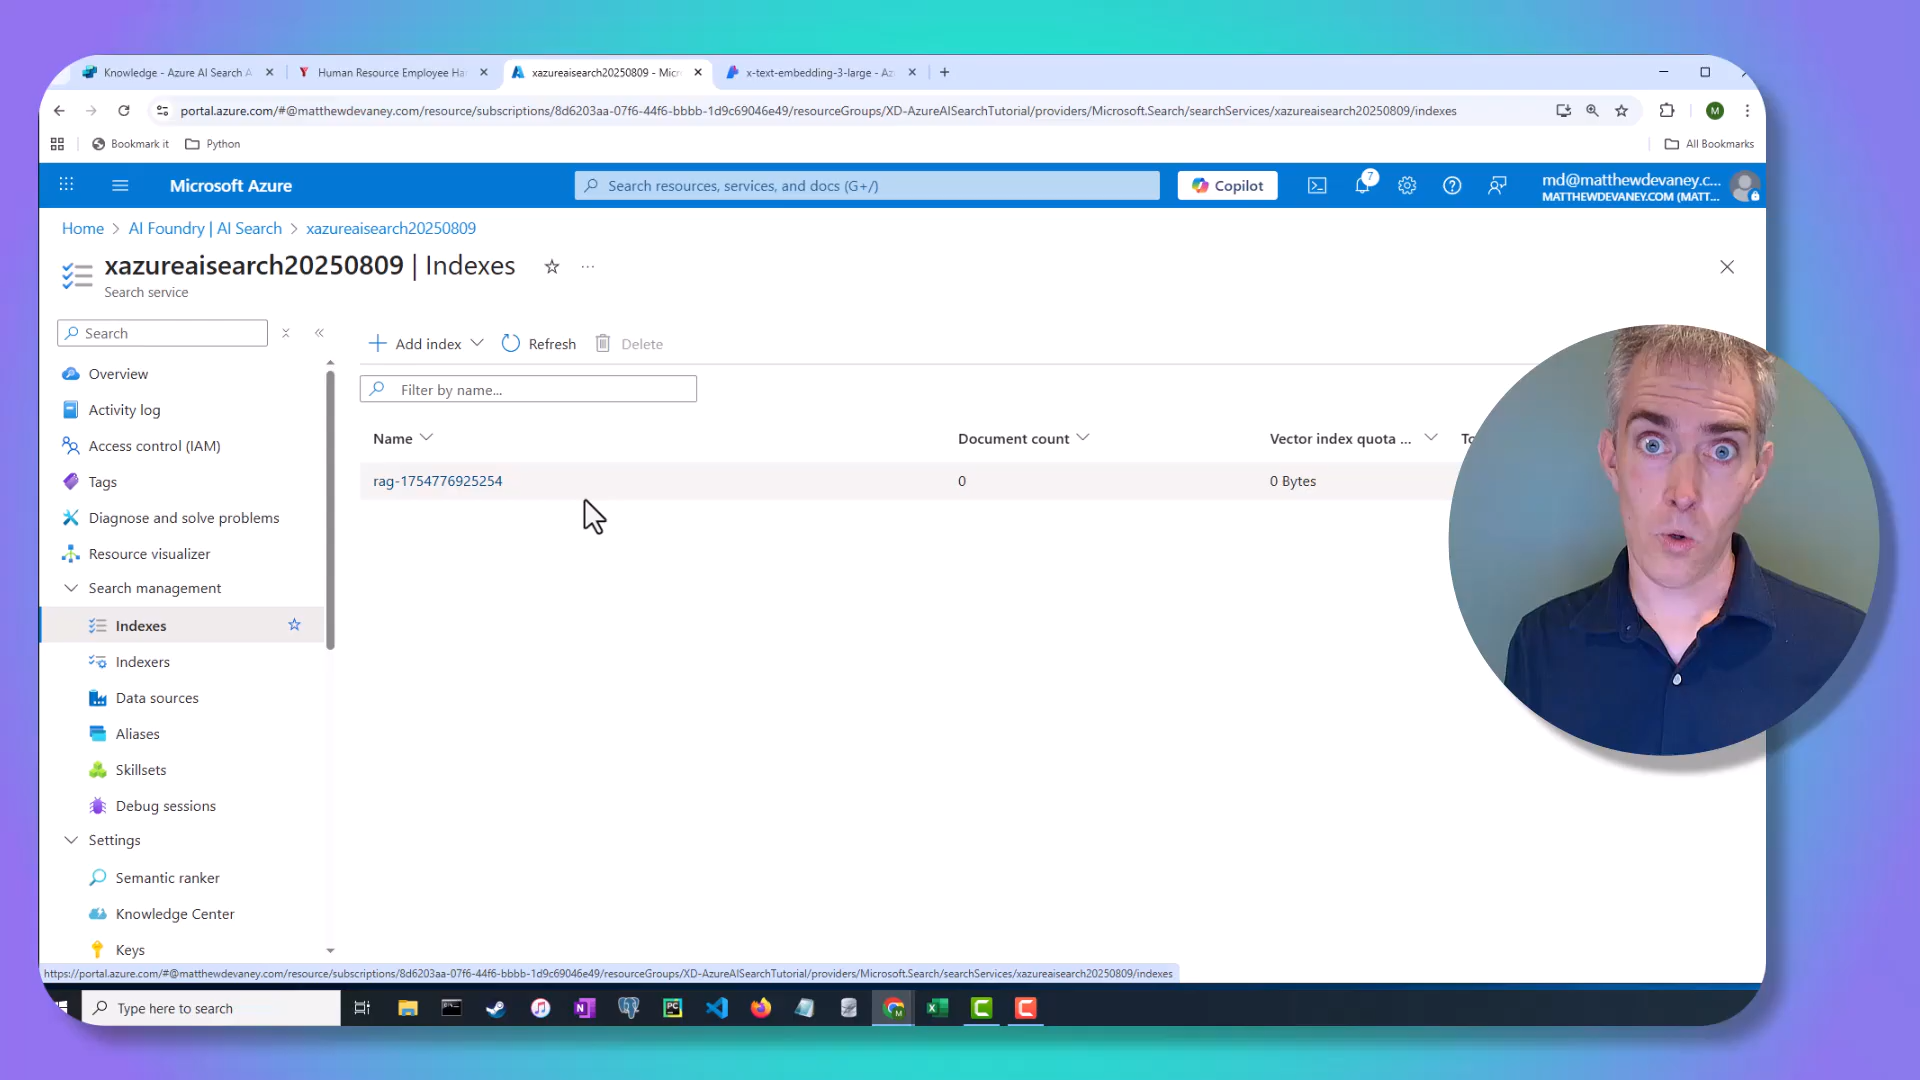 Knowledge - Azure AI Search A
Human Resource Employee Ha
xazureaisearch20250809 - Micr
x-text-embedding-3-large - Az
portal.azure.com/#@matthewdevaney.com/resource/subscriptions/8d6203aa-07f6-44f6-bbbb-1d9c69046e49/resourceGroups/XD-AzureAISearchTutorial/providers/Microsoft.Search/searchServices/xazureaisearch20250809/indexes
M
Bookmark it
Python
All Bookmarks
Microsoft Azure
Search resources, services, and docs (G+/)
Copilot
7
md@matthewdevaney.c...
MATTHEWDEVANEY.COM (MATT...
Home > AI Foundry | AI Search > xazureaisearch20250809
xazureaisearch20250809 | Indexes
Search service
Search
Add index
Refresh
Delete
Filter by name...
Overview
Activity log
Access control (IAM)
Tags
Diagnose and solve problems
Resource visualizer
Search management
Indexes
Indexers
Data sources
Aliases
Skillsets
Debug sessions
Settings
Semantic ranker
Knowledge Center
Keys
Name
Document count
Vector index quota ...
rag-1754776925254
0
0 Bytes
https://portal.azure.com/#@matthewdevaney.com/resource/subscriptions/8d6203aa-07f6-44f6-bbbb-1d9c69046e49/resourceGroups/XD-AzureAISearchTutorial/providers/Microsoft.Search/searchServices/xazureaisearch20250809/indexes
Type here to search